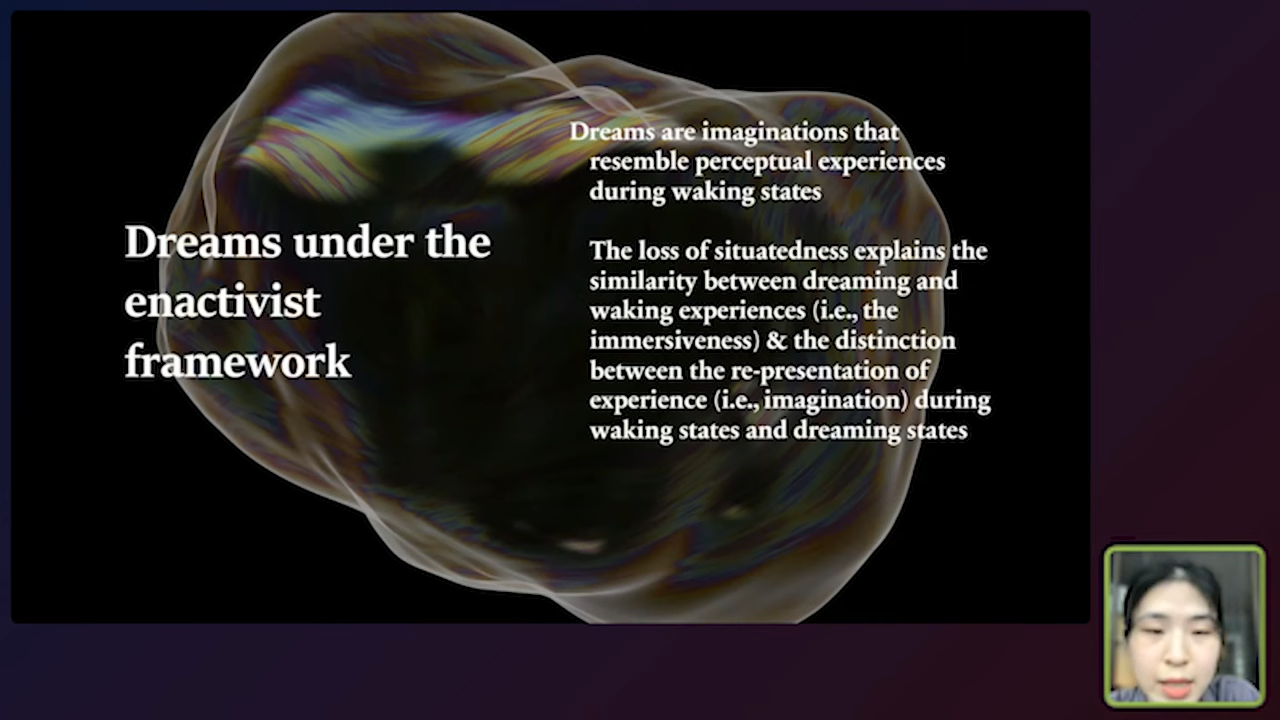 Dreams under the
enactivist
framework
Dreams are imaginations that
resemble perceptual experiences
during waking states
The loss of situatedness explains the
similarity between dreaming and
waking experiences (i.e., the
immersiveness) & the distinction
between the re-presentation of
experience (i.e., imagination) during
waking states and dreaming states